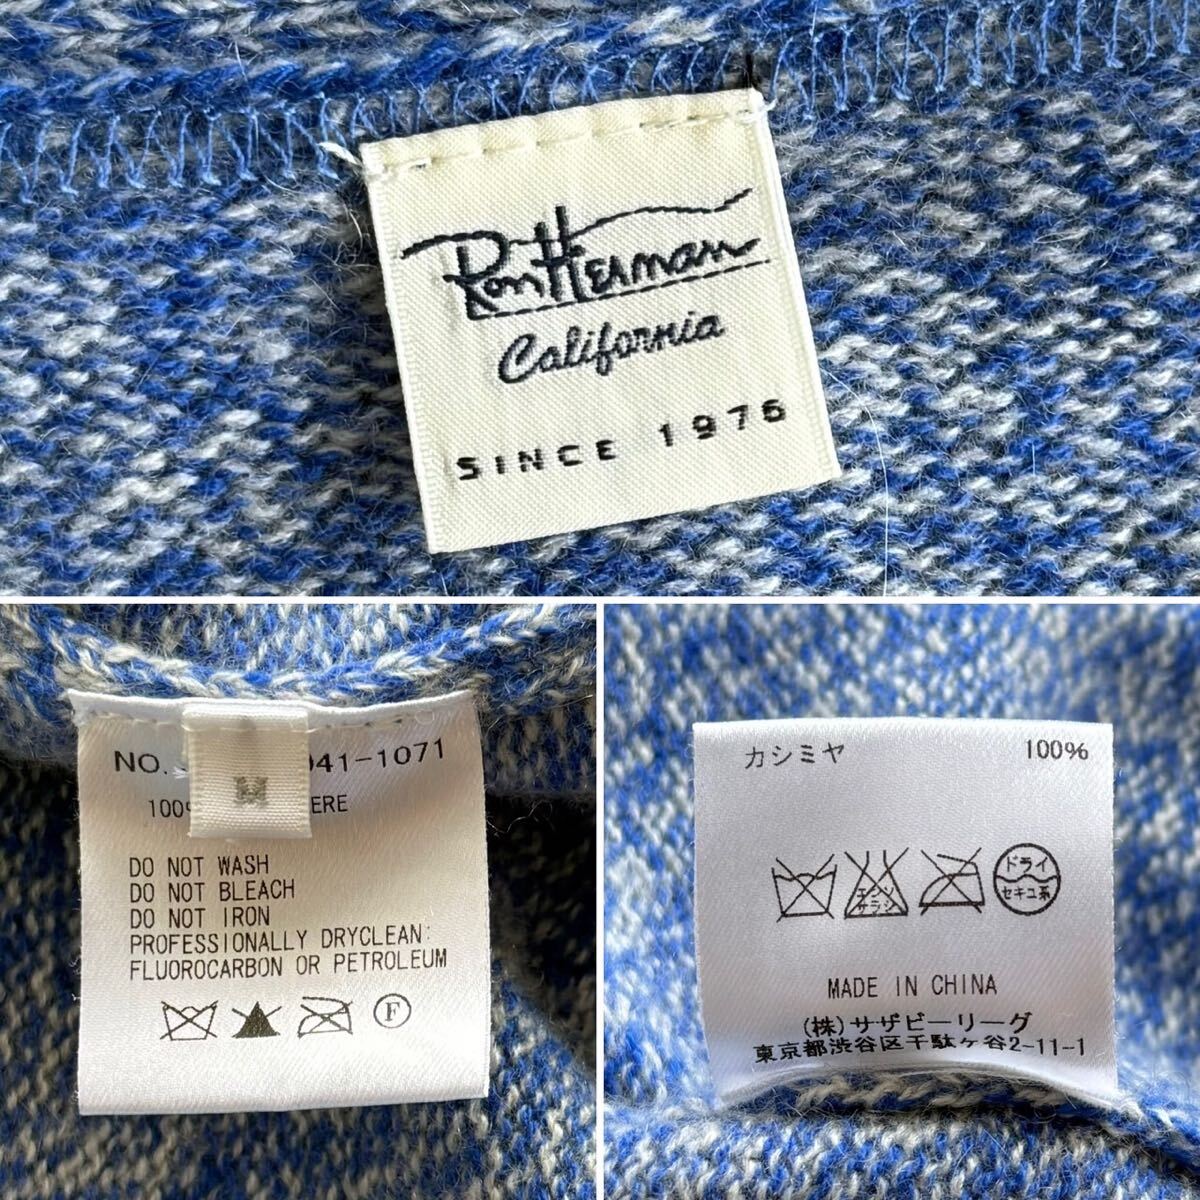 Ron Herman
California
SINCE 1976
NO. 041-1071
M
100% ERE
DO NOT WASH
DO NOT BLEACH
DO NOT IRON
PROFESSIONALLY DRYCLEAN:
FLUOROCARBON OR PETROLEUM
F
カシミヤ 100%
エンソ
サラシ
ドライ
セキユ系
MADE IN CHINA
(株)サザビーリーグ
東京都渋谷区千駄ケ谷2-11-1